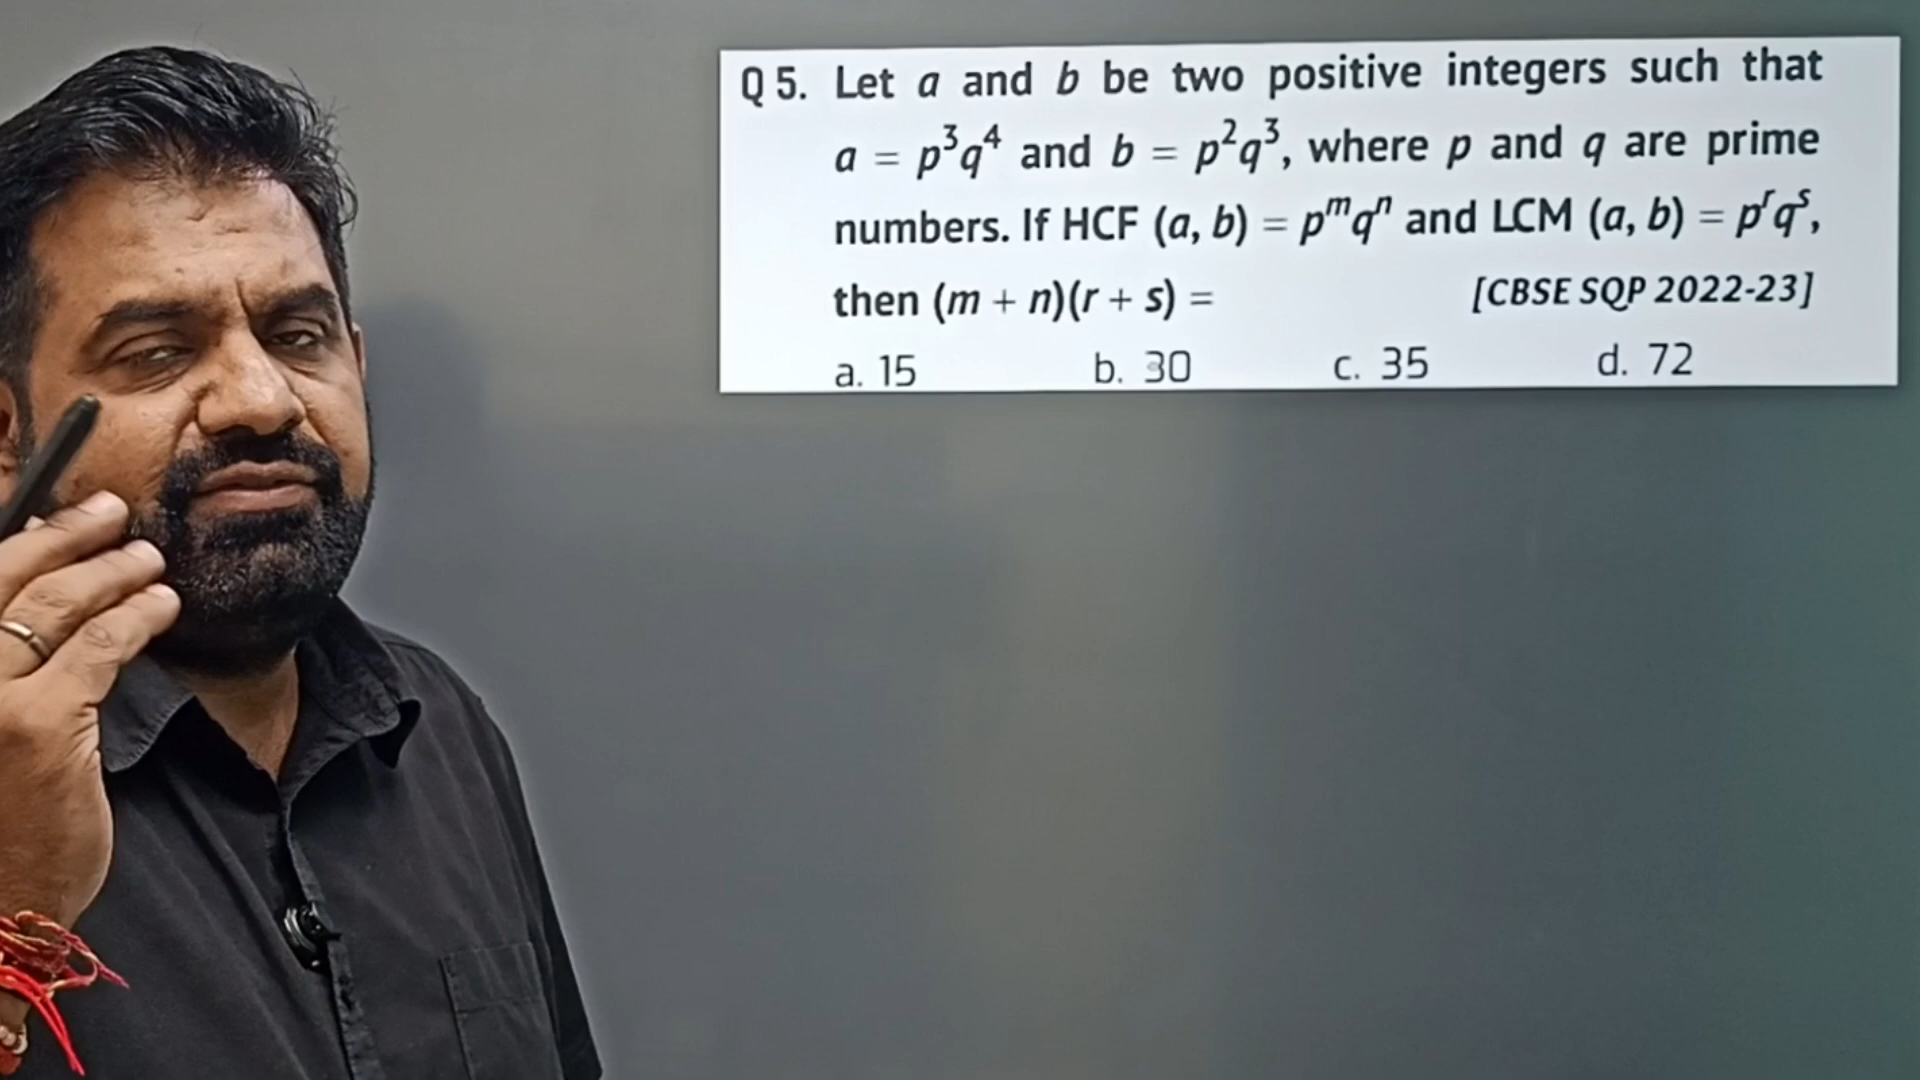 Q 5. Let a and b be two positive integers such that
a = p³q⁴ and b = p²q³, where p and q are prime
numbers. If HCF (a, b) = pᵐqⁿ and LCM (a, b) = pʳqˢ,
then (m + n)(r + s) = [CBSE SQP 2022-23]
a. 15 b. 30 c. 35 d. 72